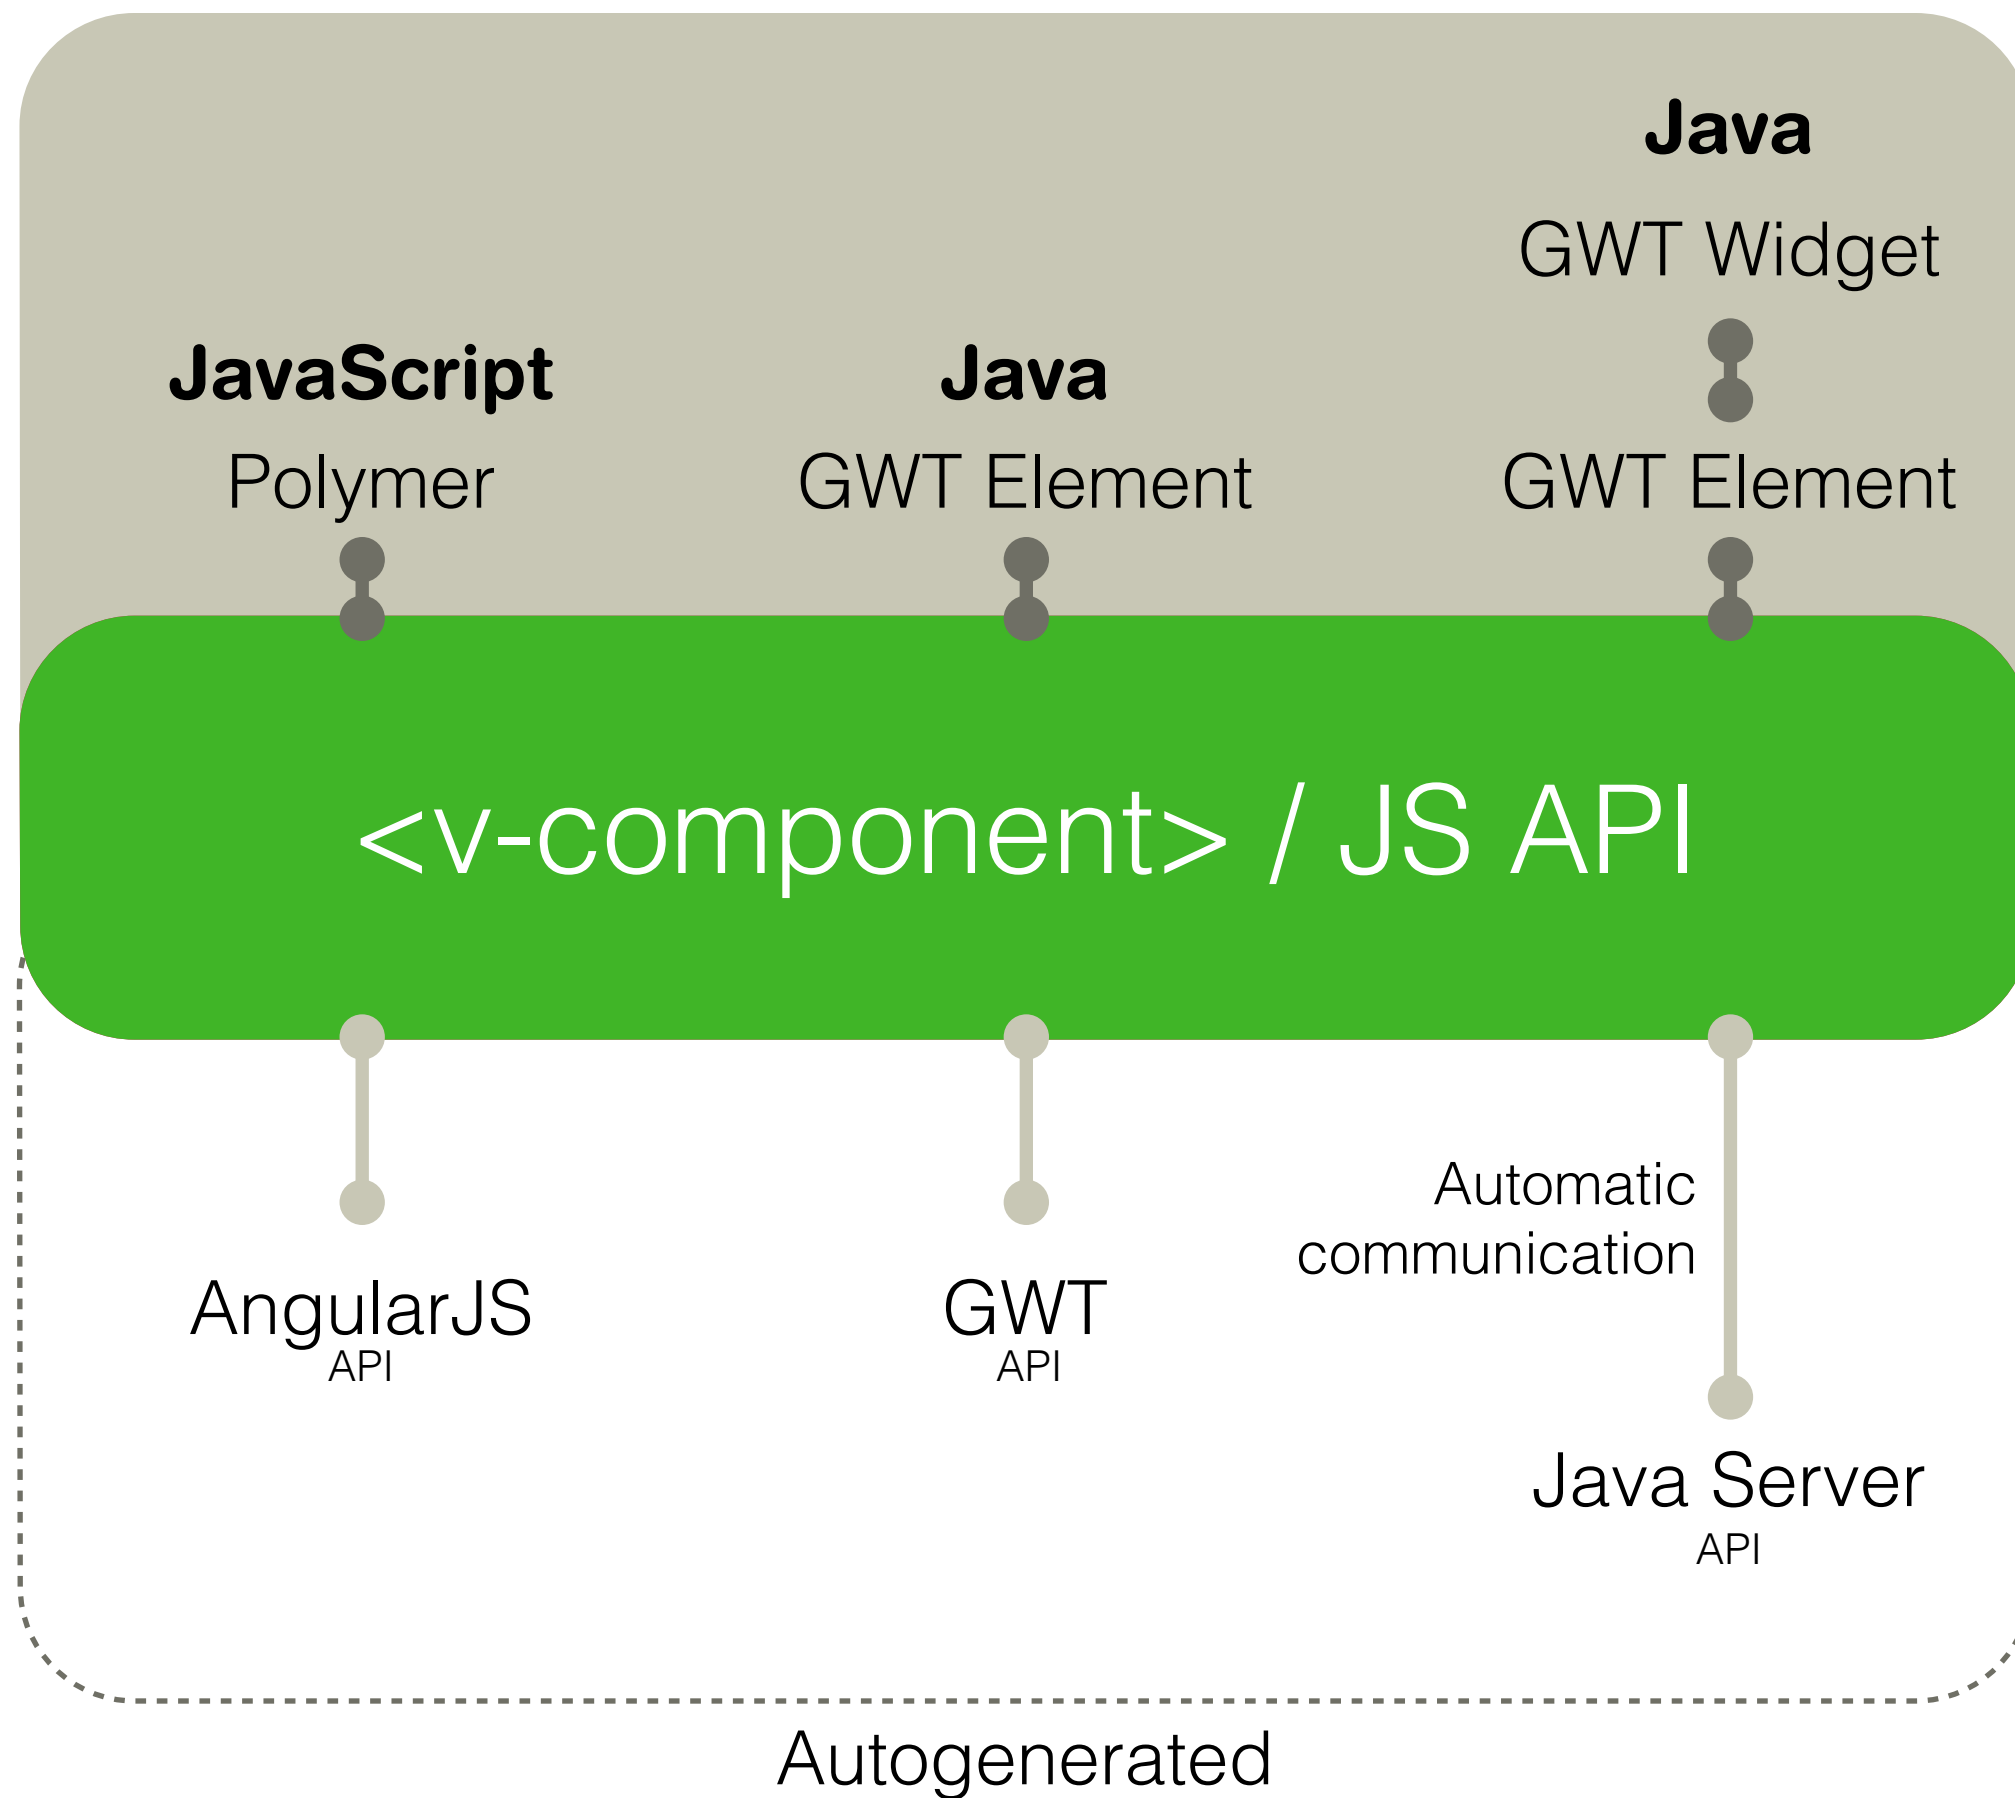 Java
GWT Widget
JavaScript
Java
Polymer
GWT Element
GWT Element
<v-component> / JS API
Automatic
communication
AngularJS
API
GWT
API
Java Server
API
Autogenerated